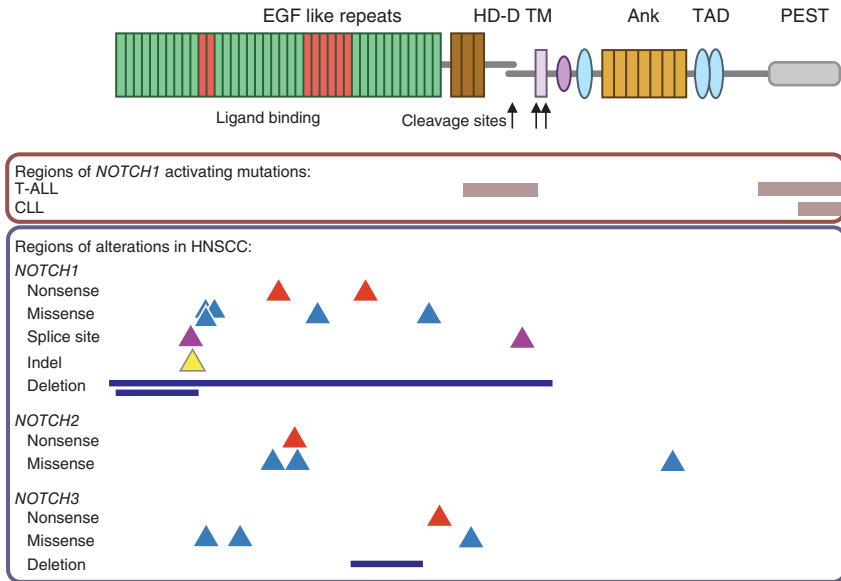 EGF like repeats HD-D TM Ank TAD PEST
Ligand binding Cleavage sites
Regions of NOTCH1 activating mutations:
T-ALL
CLL
Regions of alterations in HNSCC:
NOTCH1
Nonsense
Missense
Splice site
Indel
Deletion
NOTCH2
Nonsense
Missense
NOTCH3
Nonsense
Missense
Deletion